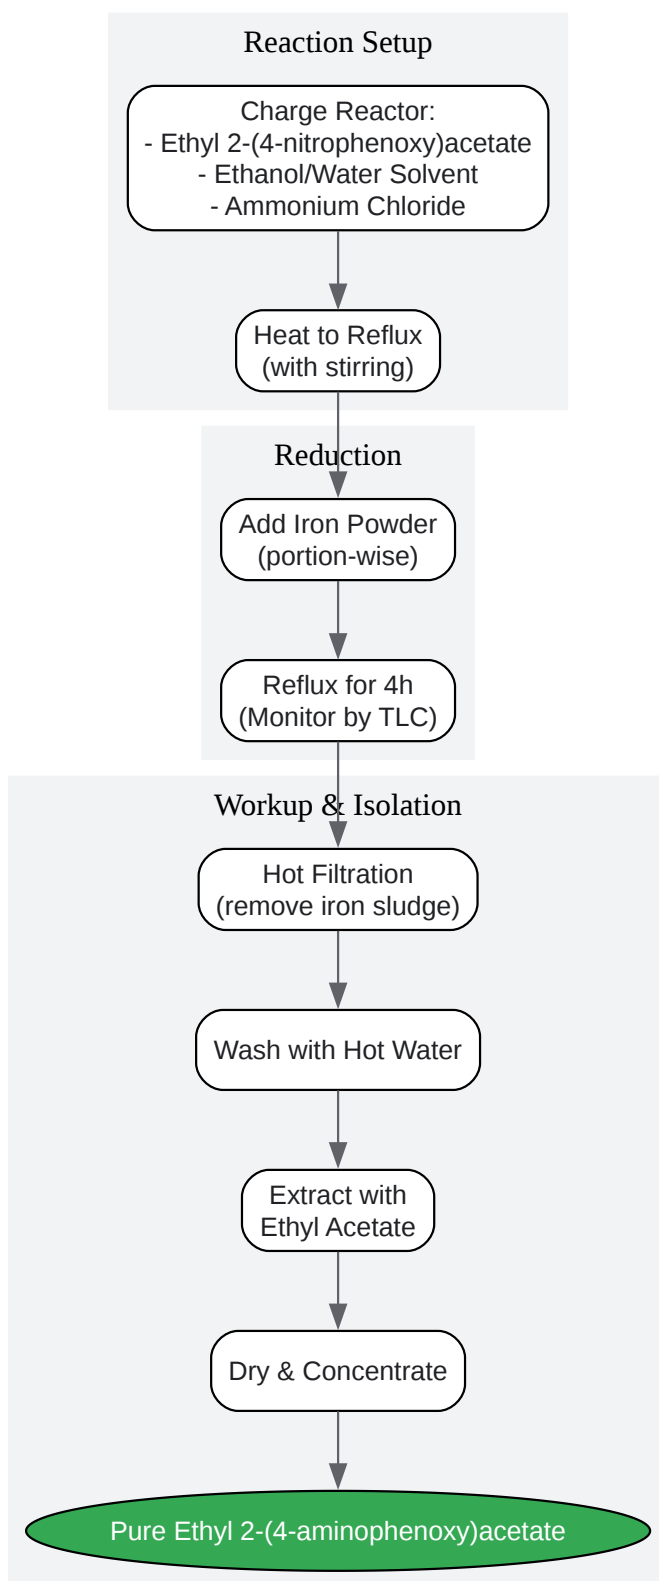 Reaction Setup
Charge Reactor:
- Ethyl 2-(4-nitrophenoxy)acetate
- Ethanol/Water Solvent
- Ammonium Chloride
Heat to Reflux
(with stirring)
Reduction
Add Iron Powder
(portion-wise)
Reflux for 4h
(Monitor by TLC)
Workup & Isolation
Hot Filtration
(remove iron sludge)
Wash with Hot Water
Extract with
Ethyl Acetate
Dry & Concentrate
Pure Ethyl 2-(4-aminophenoxy)acetate